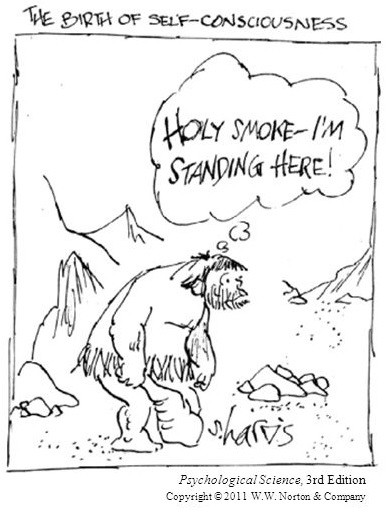 THE BIRTH OF SELF-CONSCIOUSNESS
HOLY SMOKE-I'M
STANDING HERE!
s.harris
Psychological Science, 3rd Edition
Copyright © 2011 W.W. Norton & Company